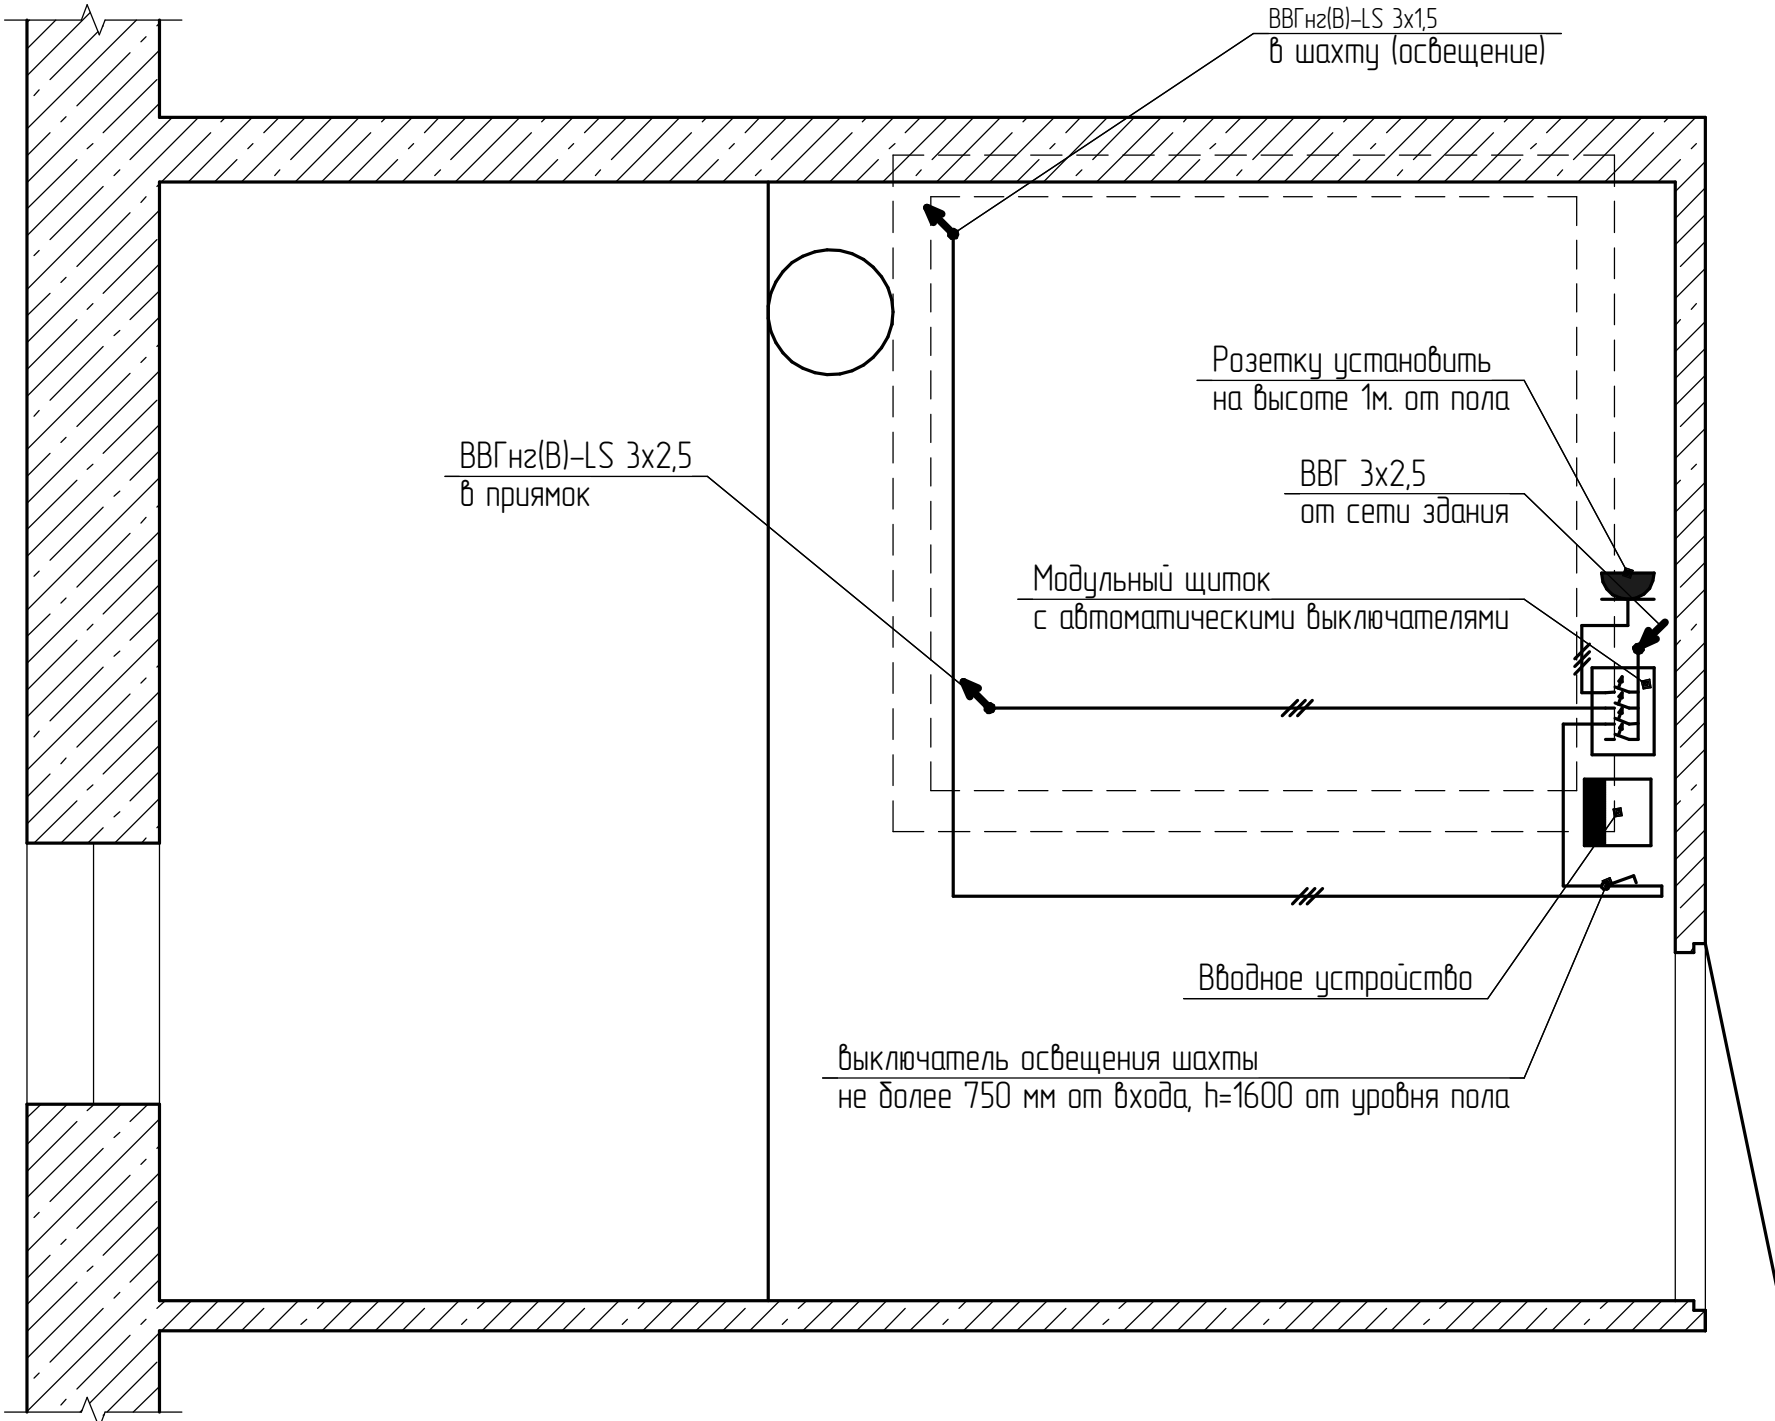 ВВГнг(В)-LS 3х1,5
в шахту (освещение)
Розетку установить
на высоте 1м. от пола
ВВГнг(В)-LS 3х2,5
в приямок
ВВГ 3х2,5
от сети здания
Модульный щиток
с автоматическими выключателями
Вводное устройство
выключатель освещения шахты
не более 750 мм от входа, h=1600 от уровня пола